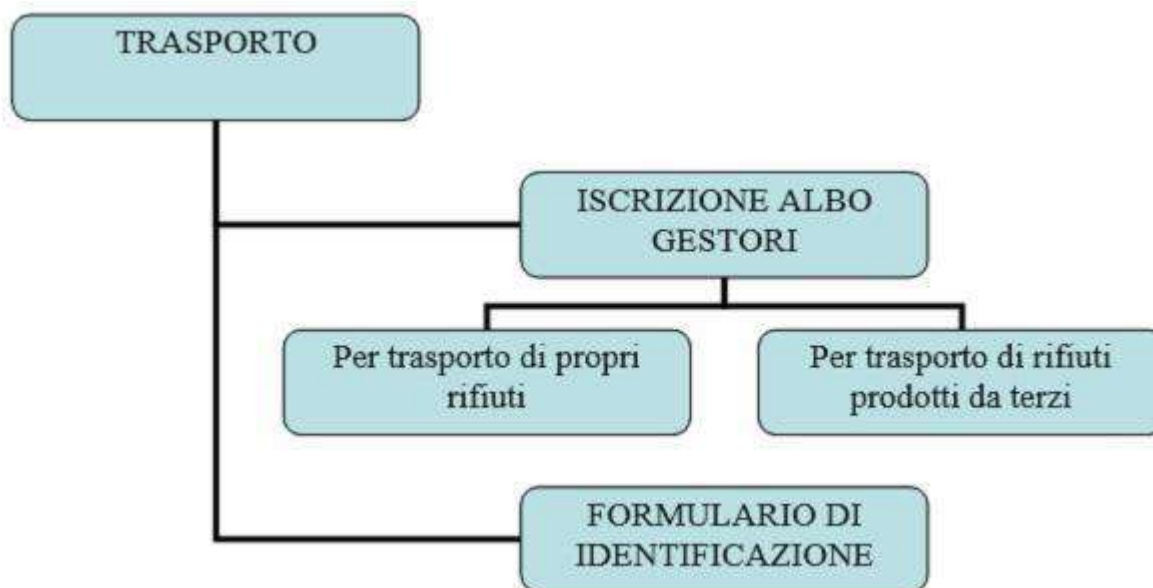 TRASPORTO
ISCRIZIONE ALBO
GESTORI
Per trasporto di propri
rifiuti
Per trasporto di rifiuti
prodotti da terzi
FORMULARIO DI
IDENTIFICAZIONE